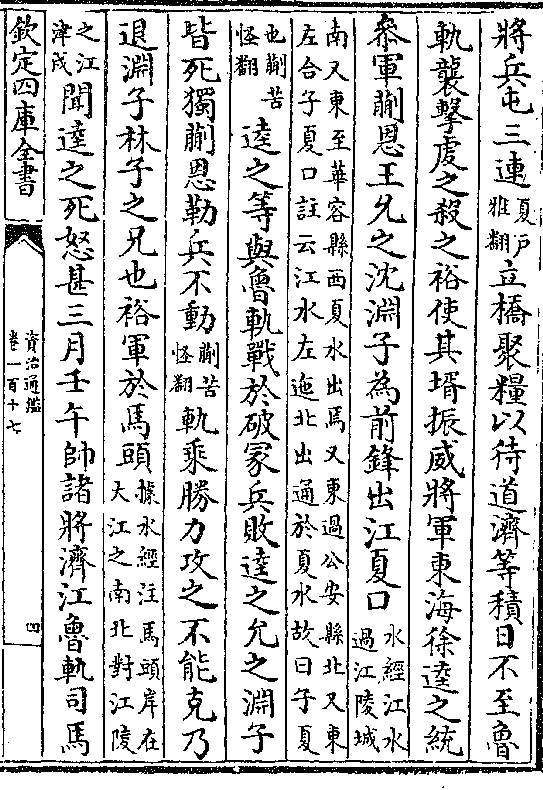 將兵屯三連夏戸雅翻立橋聚糧以待道濟等積日不至魯
軌襲擊虔之殺之裕使其壻振威將軍東海徐逵之統
叅軍蒯恩王允之沈淵子為前鋒出江夏口水經江水過江陵城
南又東至華容縣西夏水出焉又東過公安縣北又東
左合子夏口註云江水左迤北出通於夏水故曰子夏
也蒯苦怪翻逵之等與魯軌戰於破冢兵敗逵之允之淵子
皆死獨蒯恩勒兵不動蒯苦怪翻軌乘勝力攻之不能克乃
退淵子林子之兄也裕軍於馬頭據水經注馬頭岸在大江之南北對江陵
之江津戍聞逵之死怒甚三月壬午帥諸將濟江魯軌司馬
欽定四庫全書
資治通鑑
卷一百十七
四